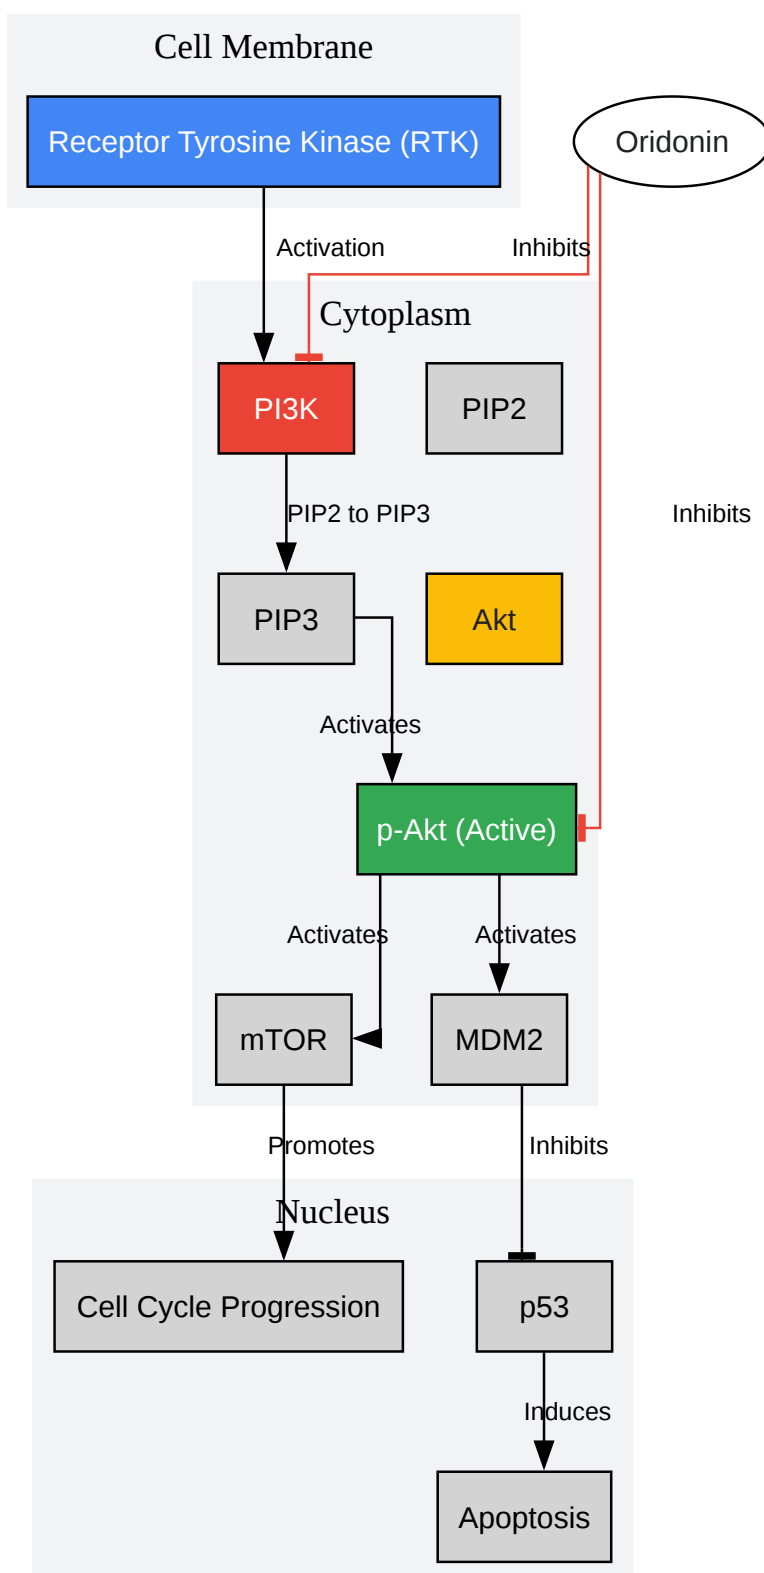 Cell Membrane
Receptor Tyrosine Kinase (RTK)
Oridonin
Activation
Inhibits
Cytoplasm
PI3K
PIP2
PIP2 to PIP3
Inhibits
PIP3
Akt
Activates
p-Akt (Active)
Activates
Activates
mTOR
MDM2
Promotes
Inhibits
Nucleus
Cell Cycle Progression
p53
Induces
Apoptosis